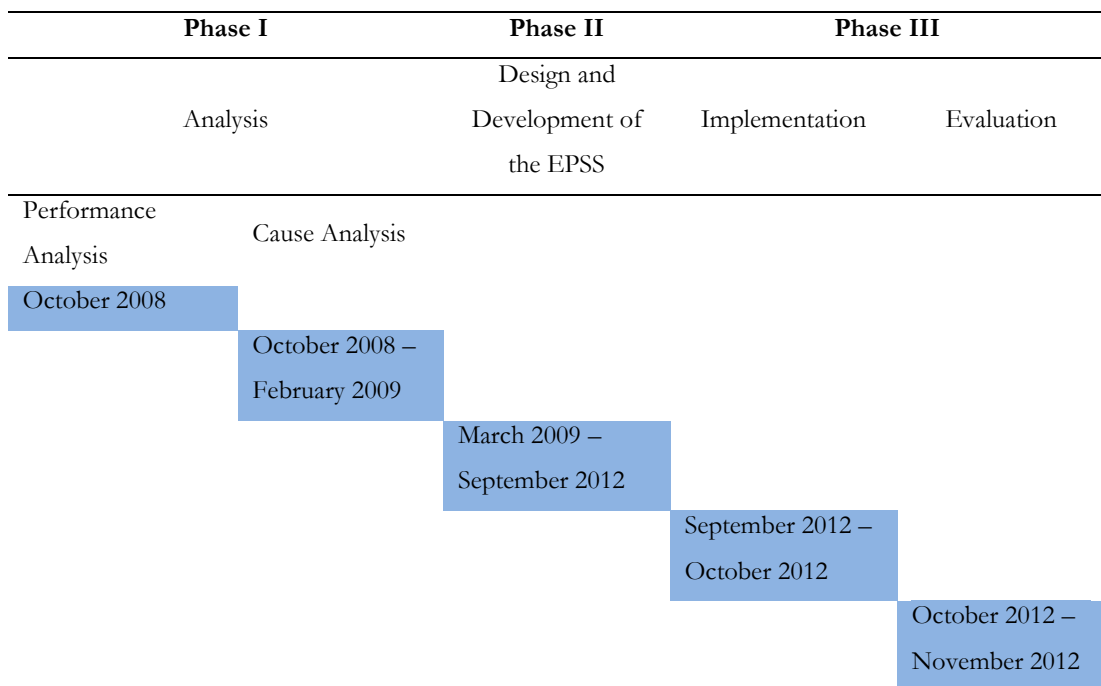 Phase I Phase II Phase III
Analysis
Design and
Development of
the EPSS
Implementation
Evaluation
Performance
Analysis
Cause Analysis
October 2008
October 2008 –
February 2009
March 2009 –
September 2012
September 2012 –
October 2012
October 2012 –
November 2012